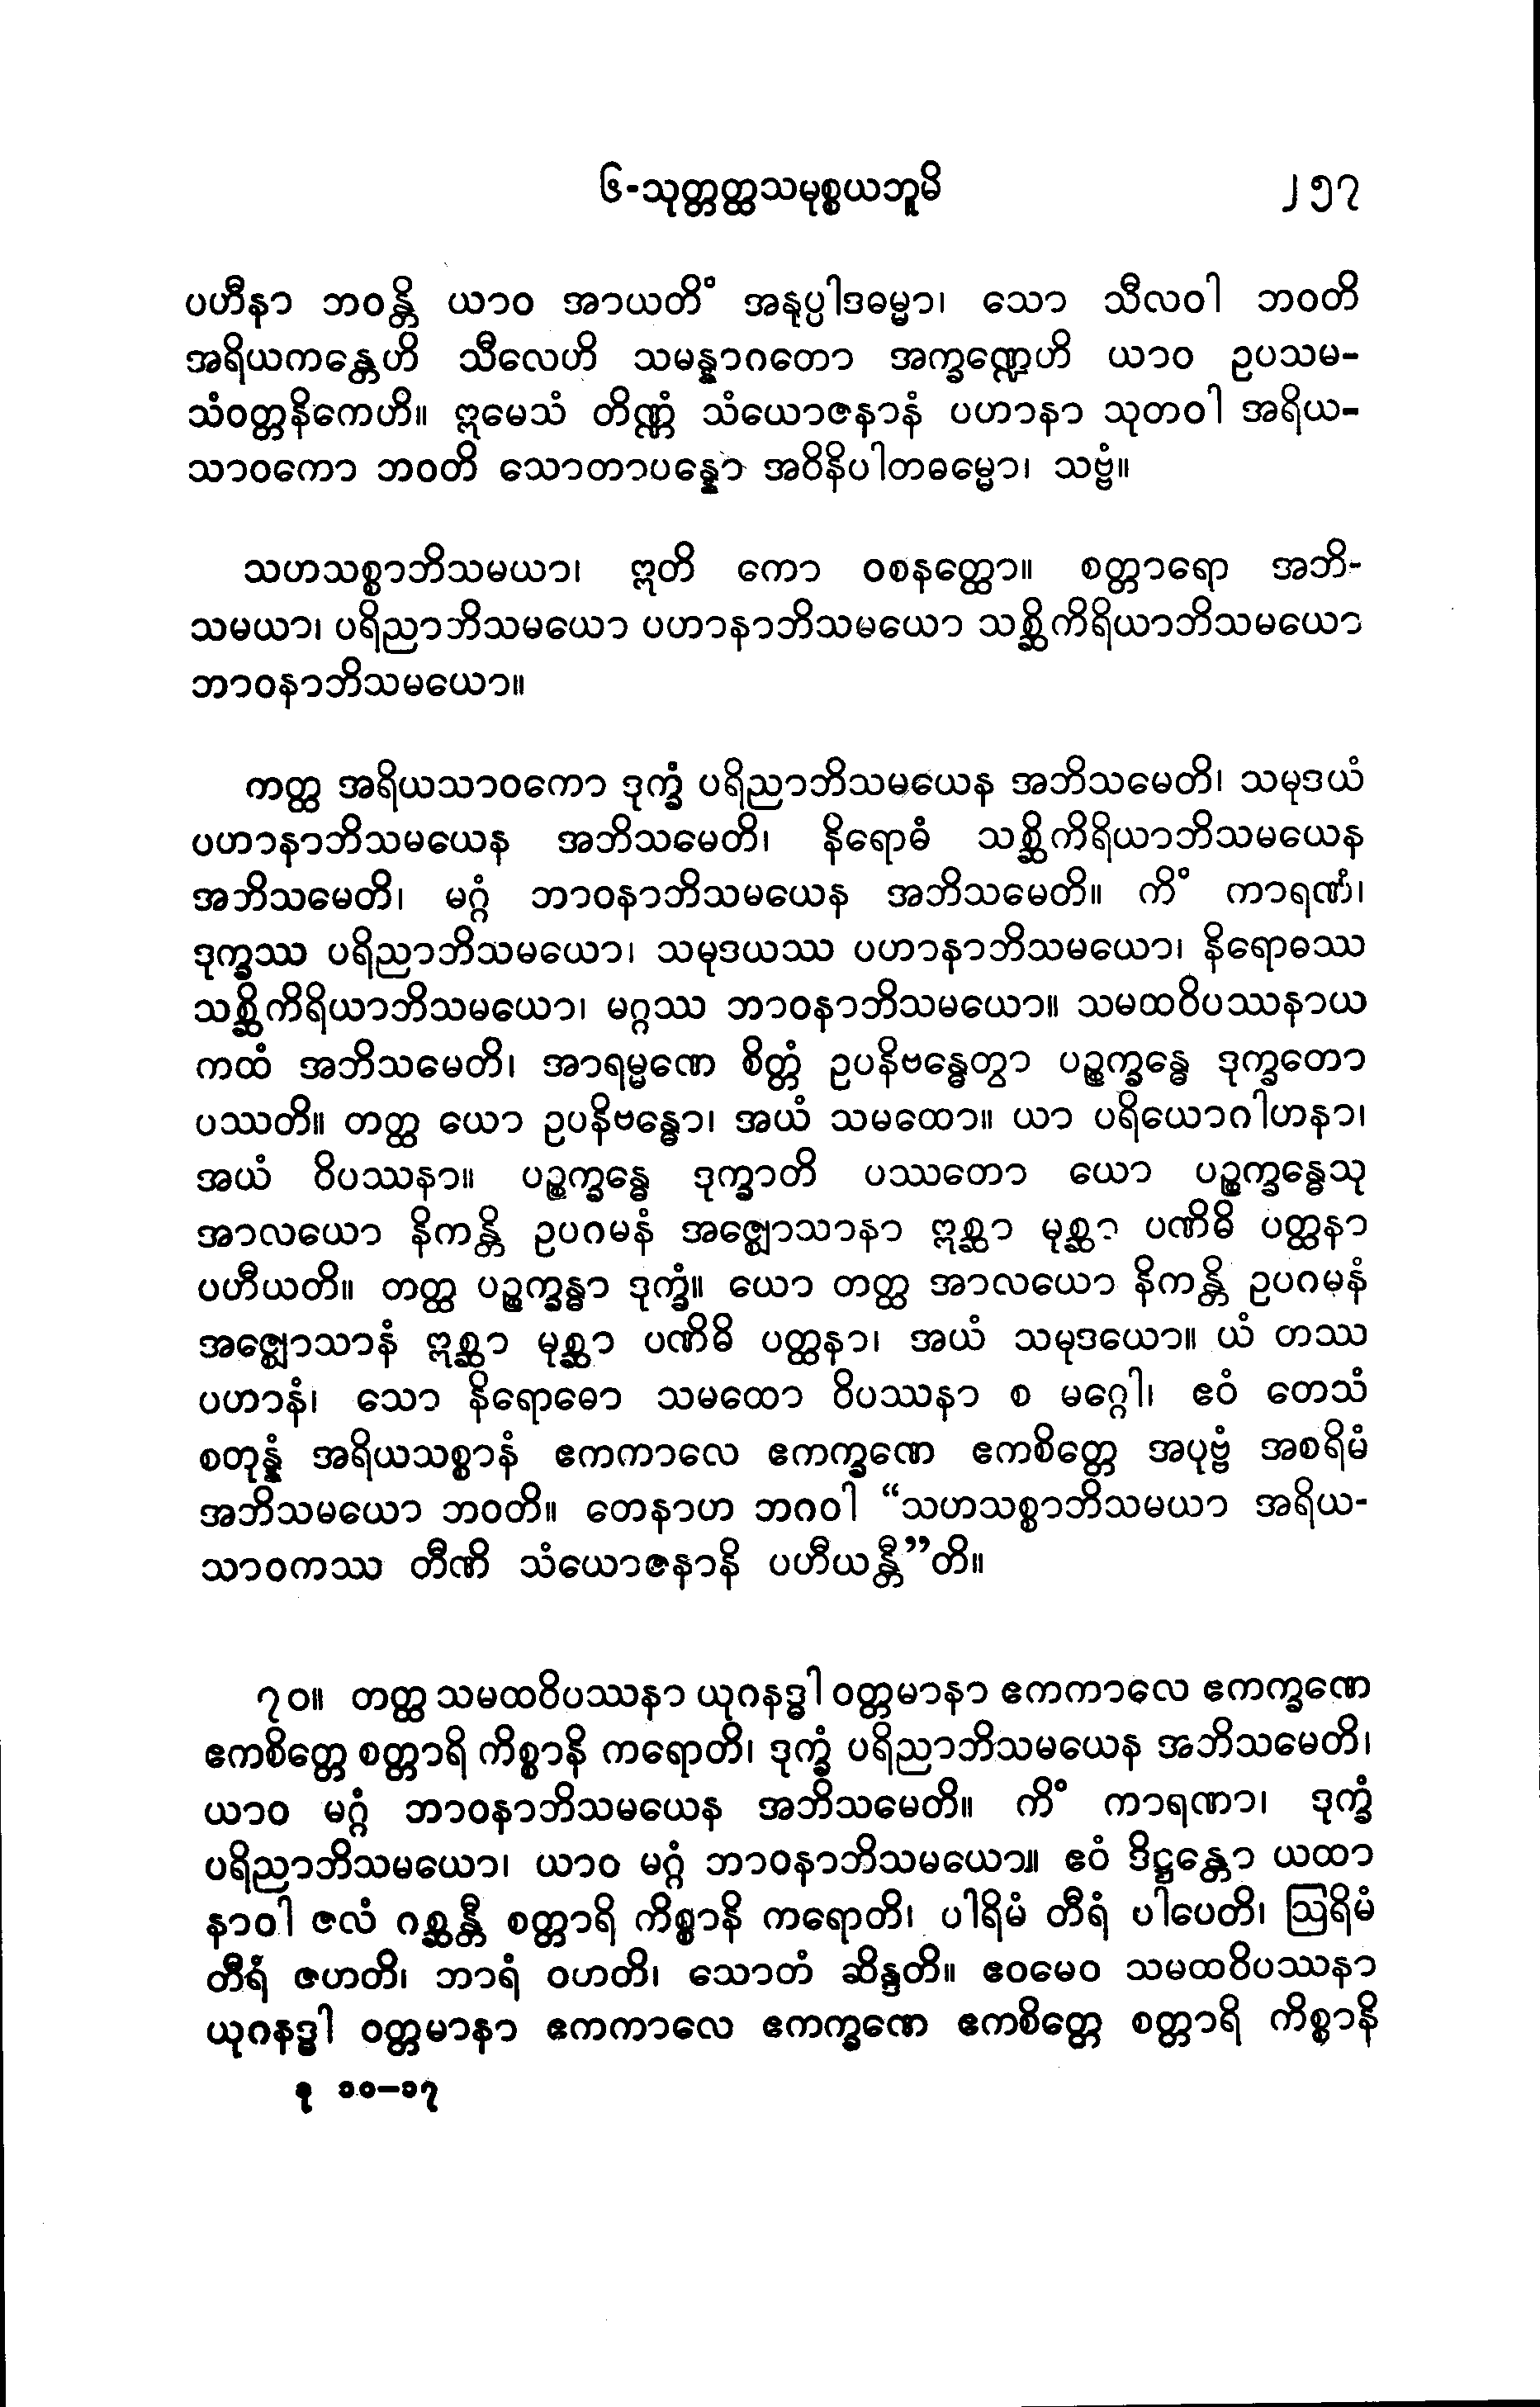 ၆-သုတ္တတ္ထသမုစ္စယဘူမိ ၂၅၇
ပဟီနာ ဘဝန္တိ ယာဝ အာယတိံ အနုပ္ပါဒဓမ္မာ၊ သော သီလဝါ ဘဝတိ
အရိယကန္တေဟိ သီလေဟိ သမန္နာဂတော အက္ခဏ္ဍေဟိ ယာဝ ဥပသမ-
သံဝတ္တနိကေဟိ။ ဣမေသံ တိဏ္ဏံ သံယောဇနာနံ ပဟာနာ သုတဝါ အရိယ-
သာဝကော ဘဝတိ သောတာပန္နော အဝိနိပါတဓမ္မော၊ သဗ္ဗံ။
သဟသစ္စာဘိသမယာ၊ ဣတိ ကော ဝစနတ္ထော။ စတ္တာရော အဘိ-
သမယာ၊ ပရိညာဘိသမယော ပဟာနာဘိသမယော သစ္ဆိကိရိယာဘိသမယော
ဘာဝနာဘိသမယော။
ကတ္ထ အရိယသာဝကော ဒုက္ခံ ပရိညာဘိသမယေန အဘိသမေတိ၊ သမုဒယံ
ပဟာနာဘိသမယေန အဘိသမေတိ၊ နိရောဓံ သစ္ဆိကိရိယာဘိသမယေန
အဘိသမေတိ၊ မဂ္ဂံ ဘာဝနာဘိသမယေန အဘိသမေတိ။ ကိံ ကာရဏံ၊
ဒုက္ခဿ ပရိညာဘိသမယော၊ သမုဒယဿ ပဟာနာဘိသမယော၊ နိရောဓဿ
သစ္ဆိကိရိယာဘိသမယော၊ မဂ္ဂဿ ဘာဝနာဘိသမယော။ သမထဝိပဿနာယ
ကထံ အဘိသမေတိ၊ အာရမ္မဏေ စိတ္တံ ဥပနိဗန္ဓေတွာ ပဉ္စက္ခန္ဓေ ဒုက္ခတော
ပဿတိ။ တတ္ထ ယော ဥပနိဗန္ဓော၊ အယံ သမထော။ ယာ ပရိယောဂါဟနာ၊
အယံ ဝိပဿနာ။ ပဉ္စက္ခန္ဓေ ဒုက္ခာတိ ပဿတော ယော ပဉ္စက္ခန္ဓေသု
အာလယော နိကန္တိ ဥပဂမနံ အဇ္ဈောသာနာ ဣစ္ဆာ မုစ္ဆာ ပဏိဓိ ပတ္ထနာ
ပဟီယတိ။ တတ္ထ ပဉ္စက္ခန္ဓာ ဒုက္ခံ။ ယော တတ္ထ အာလယော နိကန္တိ ဥပဂမနံ
အဇ္ဈောသာနံ ဣစ္ဆာ မုစ္ဆာ ပဏိဓိ ပတ္ထနာ၊ အယံ သမုဒယော။ ယံ တဿ
ပဟာနံ၊ သော နိရောဓော သမထော ဝိပဿနာ စ မဂ္ဂေါ၊ ဧဝံ တေသံ
စတုန္နံ အရိယသစ္စာနံ ဧကကာလေ ဧကက္ခဏေ ဧကစိတ္တေ အပုဗ္ဗံ အစရိမံ
အဘိသမယော ဘဝတိ။ တေနာဟ ဘဂဝါ “သဟသစ္စာဘိသမယာ အရိယ-
သာဝကဿ တီဏိ သံယောဇနာနိ ပဟီယန္တီ”တိ။
၇၀။ တတ္ထ သမထဝိပဿနာ ယုဂနဒ္ဓါ ဝတ္တမာနာ ဧကကာလေ ဧကက္ခဏေ
ဧကစိတ္တေ စတ္တာရိ ကိစ္စာနိ ကရောတိ၊ ဒုက္ခံ ပရိညာဘိသမယေန အဘိသမေတိ၊
ယာဝ မဂ္ဂံ ဘာဝနာဘိသမယေန အဘိသမေတိ။ ကိံ ကာရဏာ၊ ဒုက္ခံ
ပရိညာဘိသမယော၊ ယာဝ မဂ္ဂံ ဘာဝနာဘိသမယော။ ဧဝံ ဒိဋ္ဌန္တော ယထာ
နာဝါ ဇလံ ဂစ္ဆန္တီ စတ္တာရိ ကိစ္စာနိ ကရောတိ၊ ပါရိမံ တီရံ ပါပေတိ၊ ဩရိမံ
တီရံ ဇဟတိ၊ ဘာရံ ဝဟတိ၊ သောတံ ဆိန္ဒတိ။ ဧဝမေဝ သမထဝိပဿနာ
ယုဂနဒ္ဓါ ဝတ္တမာနာ ဧကကာလေ ဧကက္ခဏေ ဧကစိတ္တေ စတ္တာရိ ကိစ္စာနိ
ခု ၁၀-၁၇